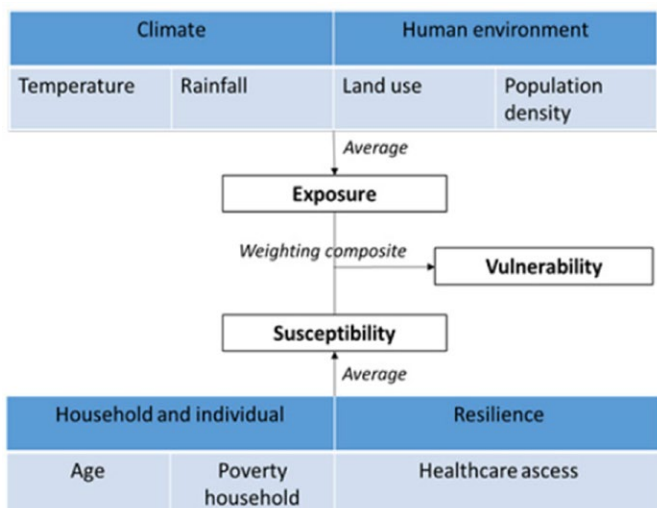 Climate
Human environment
Temperature
Rainfall
Land use
Population
density
Average
Exposure
Weighting composite
Vulnerability
Susceptibility
Average
Household and individual
Resilience
Age
Poverty
household
Healthcare ascess